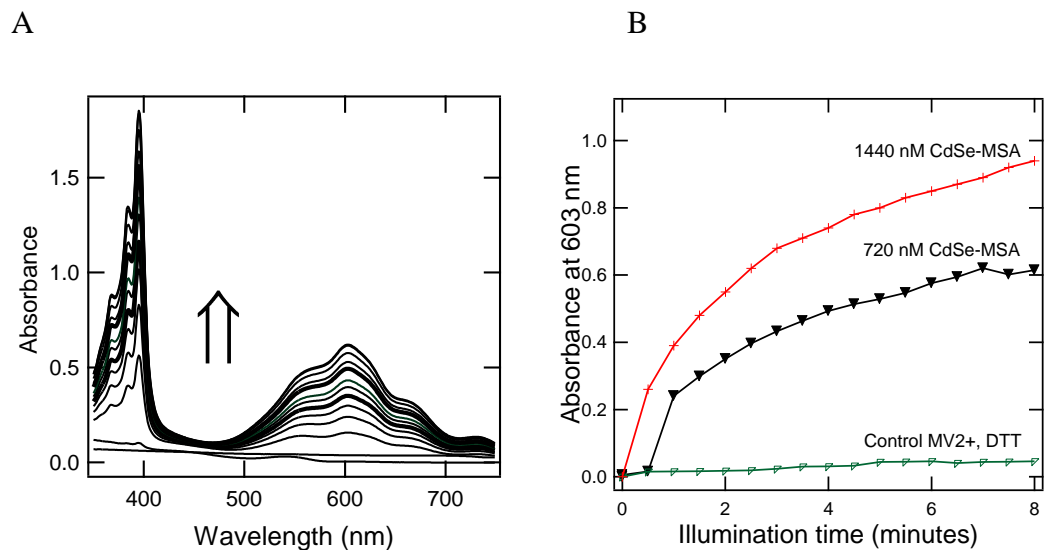 A
B
Absorbance
1.5
1.0
0.5
0.0
400
500
600
700
Wavelength (nm)
Absorbance at 603 nm
1.0
0.8
0.6
0.4
0.2
0.0
1440 nM CdSe-MSA
720 nM CdSe-MSA
Control MV2+, DTT
0
2
4
6
8
Illumination time (minutes)